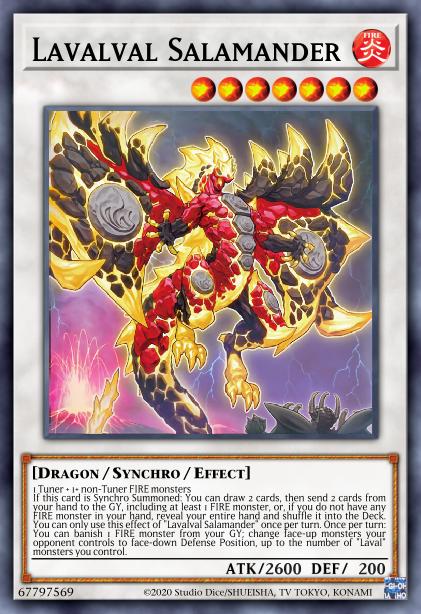 LAVALVAL SALAMANDER
FIRE
炎
[DRAGON / SYNCHRO / EFFECT]
1 Tuner + 1+ non-Tuner FIRE monsters
If this card is Synchro Summoned: You can draw 2 cards, then send 2 cards from
your hand to the GY, including at least 1 FIRE monster, or, if you do not have any
FIRE monster in your hand, reveal your entire hand and shuffle it into the Deck.
You can only use this effect of "Lavalval Salamander" once per turn. Once per turn:
You can banish 1 FIRE monster from your GY; change face-up monsters your
opponent controls to face-down Defense Position, up to the number of "Laval"
monsters you control.
ATK/2600 DEF/ 200
67797569
©2020 Studio Dice/SHUEISHA, TV TOKYO, KONAMI